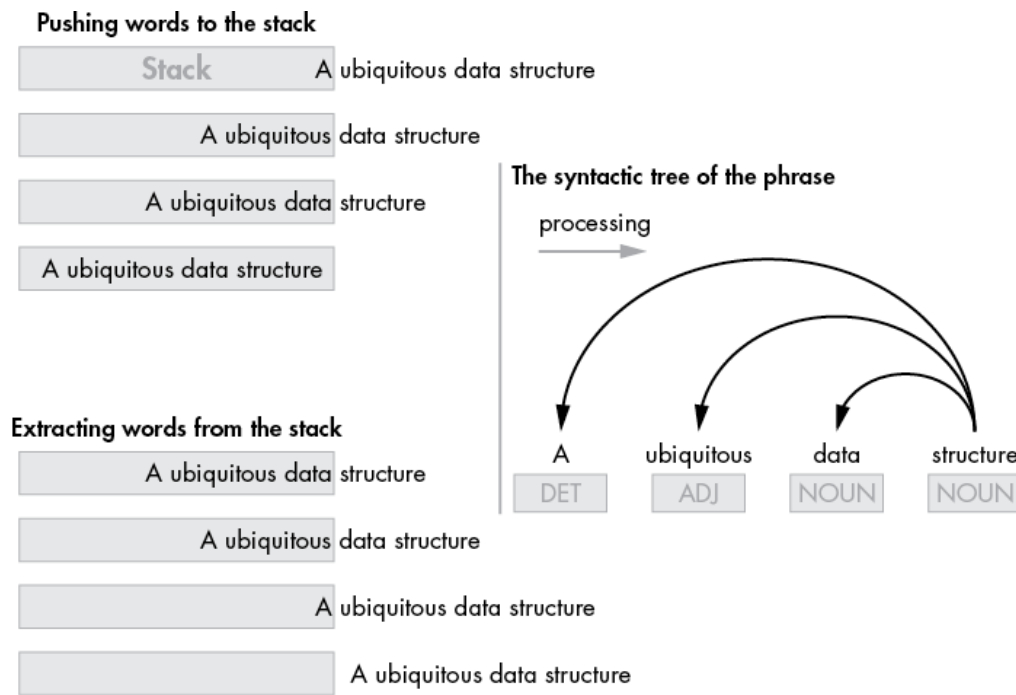 Pushing words to the stack
Stack A ubiquitous data structure
A ubiquitous data structure
A ubiquitous data structure
A ubiquitous data structure
Extracting words from the stack
A ubiquitous data structure
A ubiquitous data structure
A ubiquitous data structure
A ubiquitous data structure
The syntactic tree of the phrase
processing
A ubiquitous data structure
DET ADJ NOUN NOUN